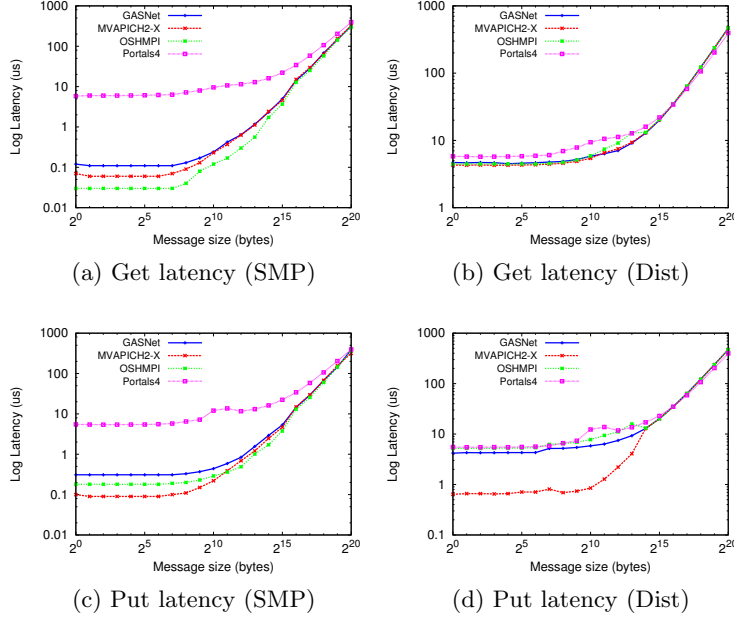 1000
100
10
1
0.1
0.01
Log Latency (us)
GASNet
MVAPICH2-X
OSHMPI
Portals4
2^0 2^5 2^10 2^15 2^20
Message size (bytes)
(a) Get latency (SMP)
1000
100
10
1
Log Latency (us)
GASNet
MVAPICH2-X
OSHMPI
Portals4
2^0 2^5 2^10 2^15 2^20
Message size (bytes)
(b) Get latency (Dist)
1000
100
10
1
0.1
0.01
Log Latency (us)
GASNet
MVAPICH2-X
OSHMPI
Portals4
2^0 2^5 2^10 2^15 2^20
Message size (bytes)
(c) Put latency (SMP)
1000
100
10
1
0.1
Log Latency (us)
GASNet
MVAPICH2-X
OSHMPI
Portals4
2^0 2^5 2^10 2^15 2^20
Message size (bytes)
(d) Put latency (Dist)